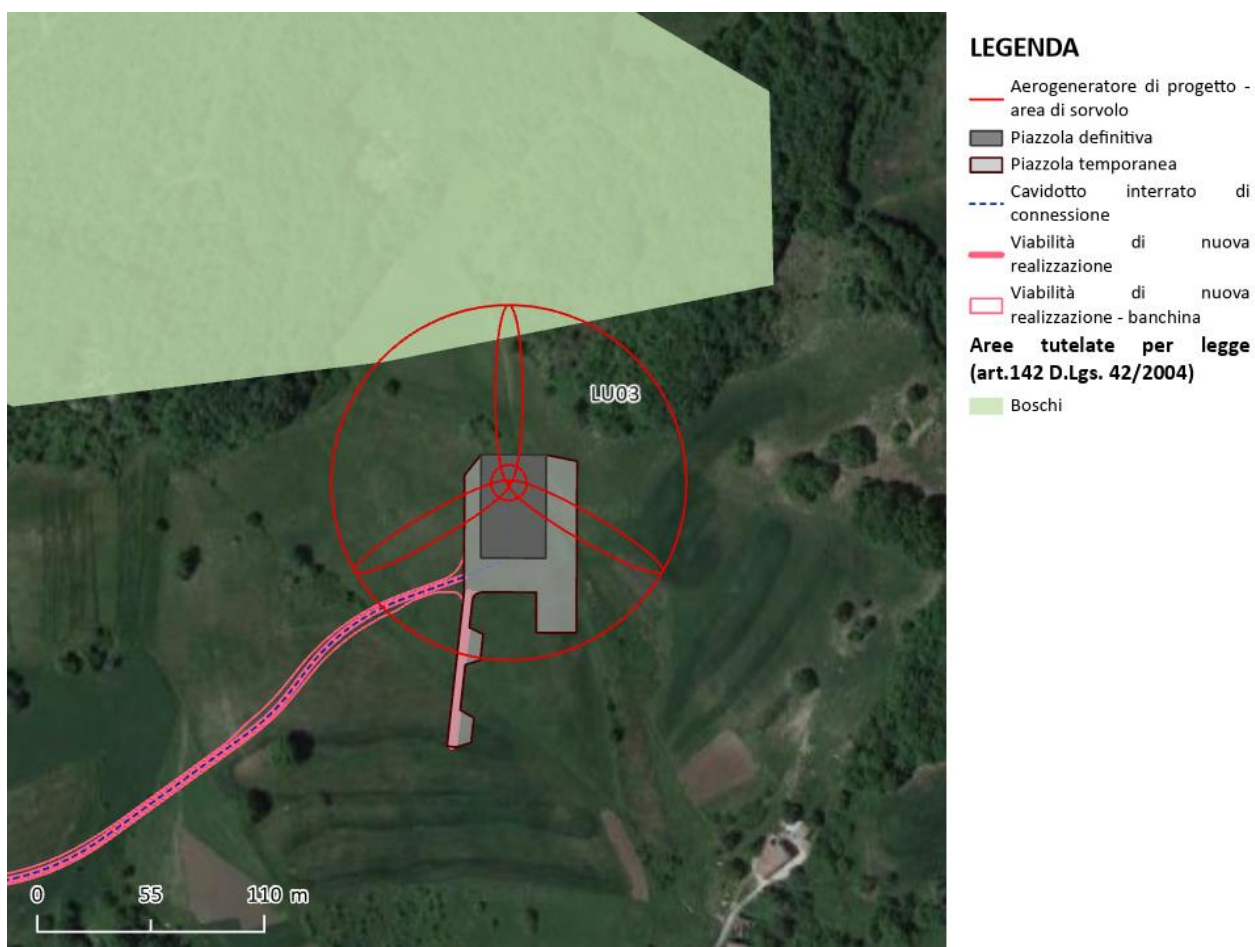 LEGENDA
Aerogeneratore di progetto -
area di sorvolo
Piazzola definitiva
Piazzola temporanea
Cavidotto interrato di
connessione
Viabilità di nuova
realizzazione
Viabilità di nuova
realizzazione - banchina
Aree tutelate per legge
(art.142 D.Lgs. 42/2004)
Boschi
LU03
0 55 110 m